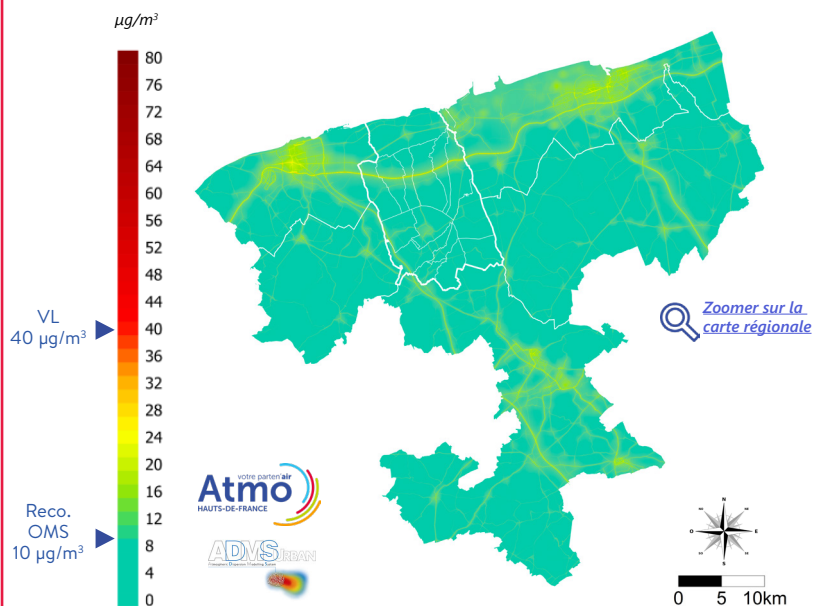 µg/m³
80
76
72
68
64
60
56
52
48
44
40
36
32
28
24
20
16
12
8
4
0
VL
40 µg/m³
Reco.
OMS
10 µg/m³
Zoomer sur la
carte régionale
votre parten'air
Atmo
HAUTS-DE-FRANCE
ADMS URBAN
N
O
E
S
0 5 10km